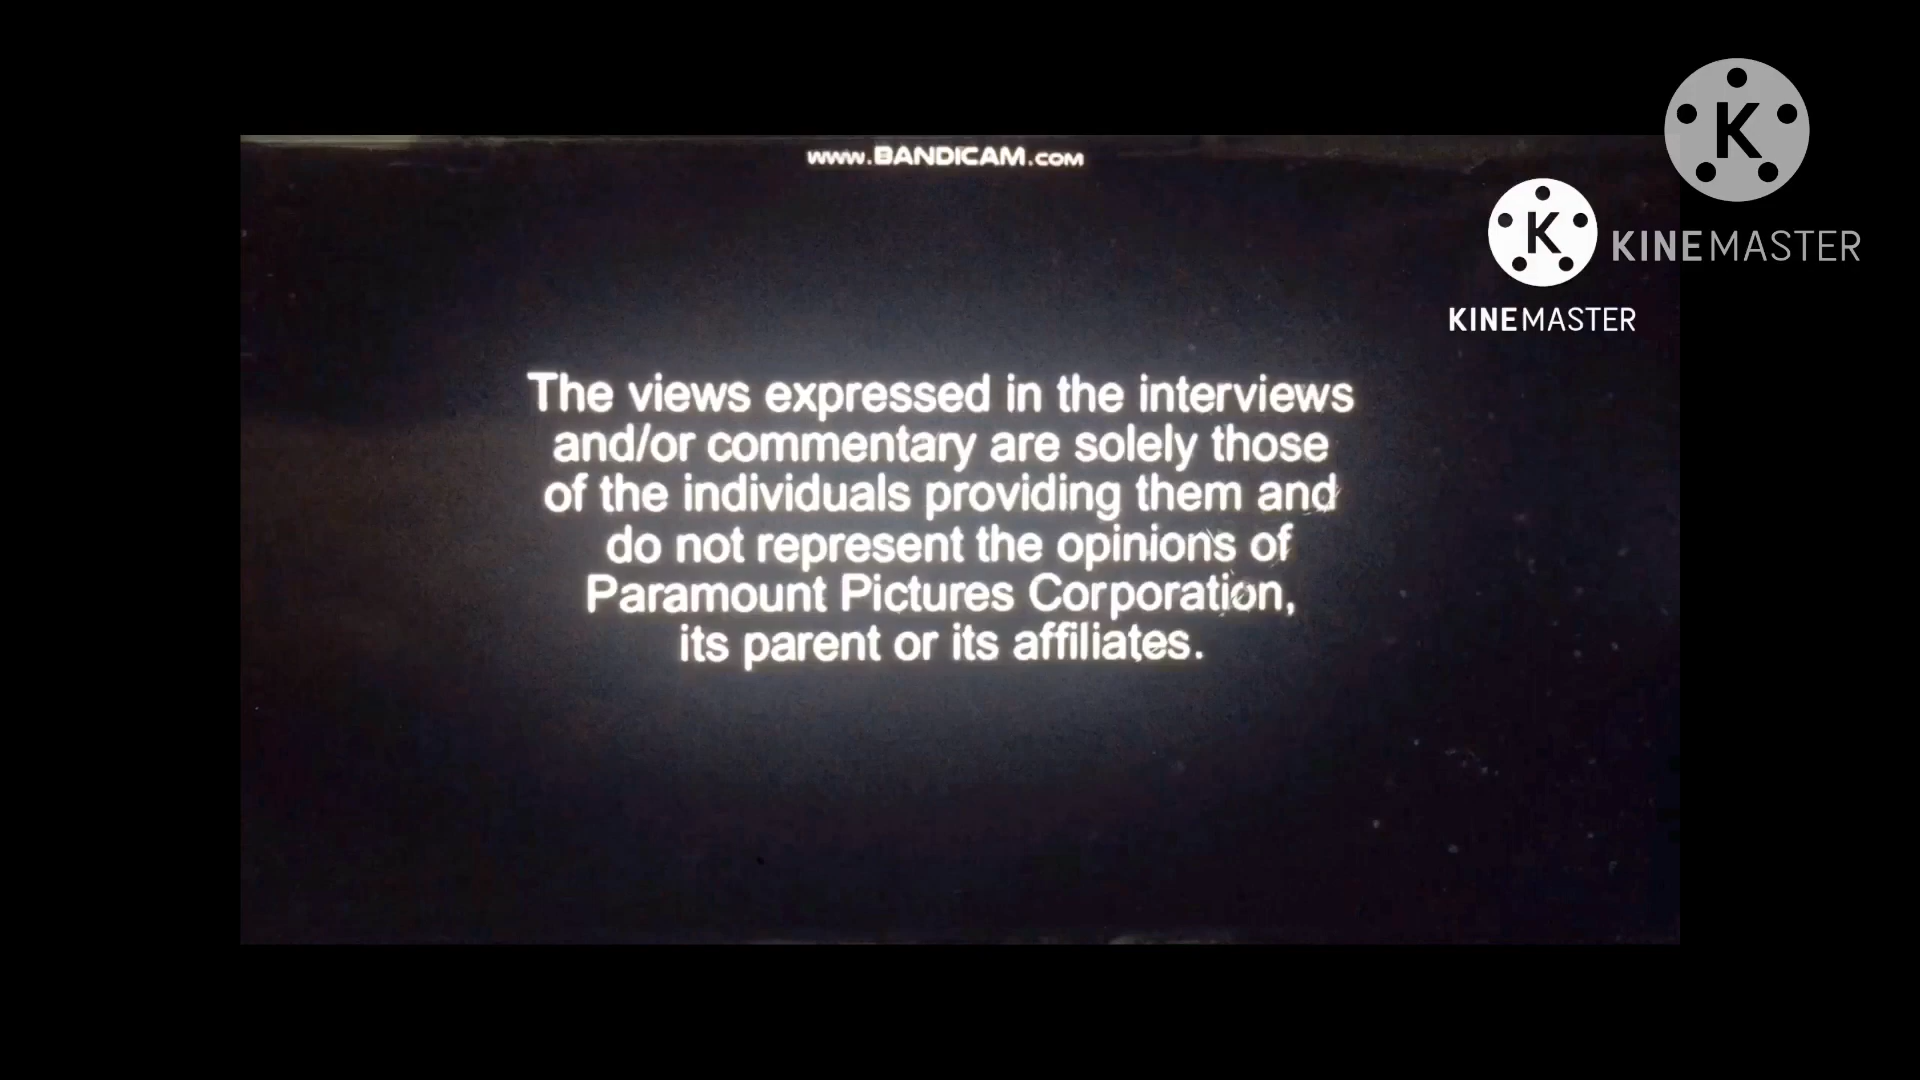 www.BANDICAM.COM
K
K
KINEMASTER
KINEMASTER
The views expressed in the interviews
and/or commentary are solely those
of the individuals providing them and
do not represent the opinions of
Paramount Pictures Corporation,
its parent or its affiliates.